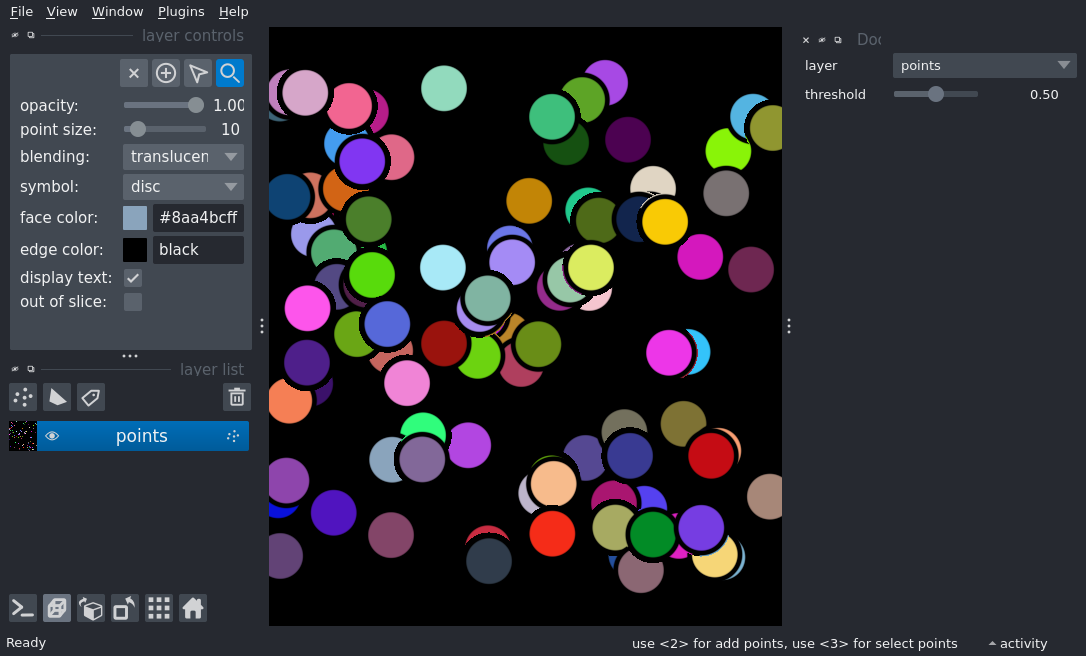 File View Window Plugins Help
layer controls
opacity: 1.00
point size: 10
blending: translucen
symbol: disc
face color: #8aa4bcff
edge color: black
display text:
out of slice:
layer list
points
Doc
layer points
threshold 0.50
Ready
use <2> for add points, use <3> for select points
activity